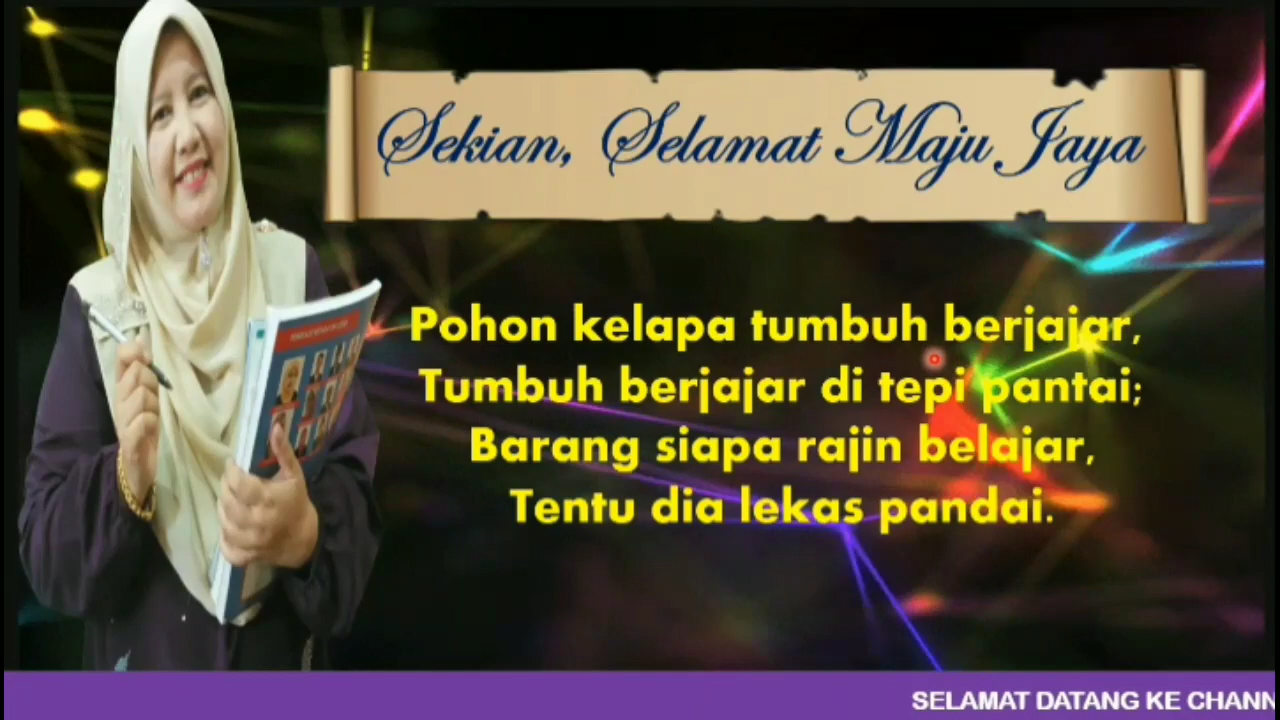 Sekian, Selamat Maju Jaya
Pohon kelapa tumbuh berjajar,
Tumbuh berjajar di tepi pantai;
Barang siapa rajin belajar,
Tentu dia lekas pandai.
SELAMAT DATANG KE CHANN